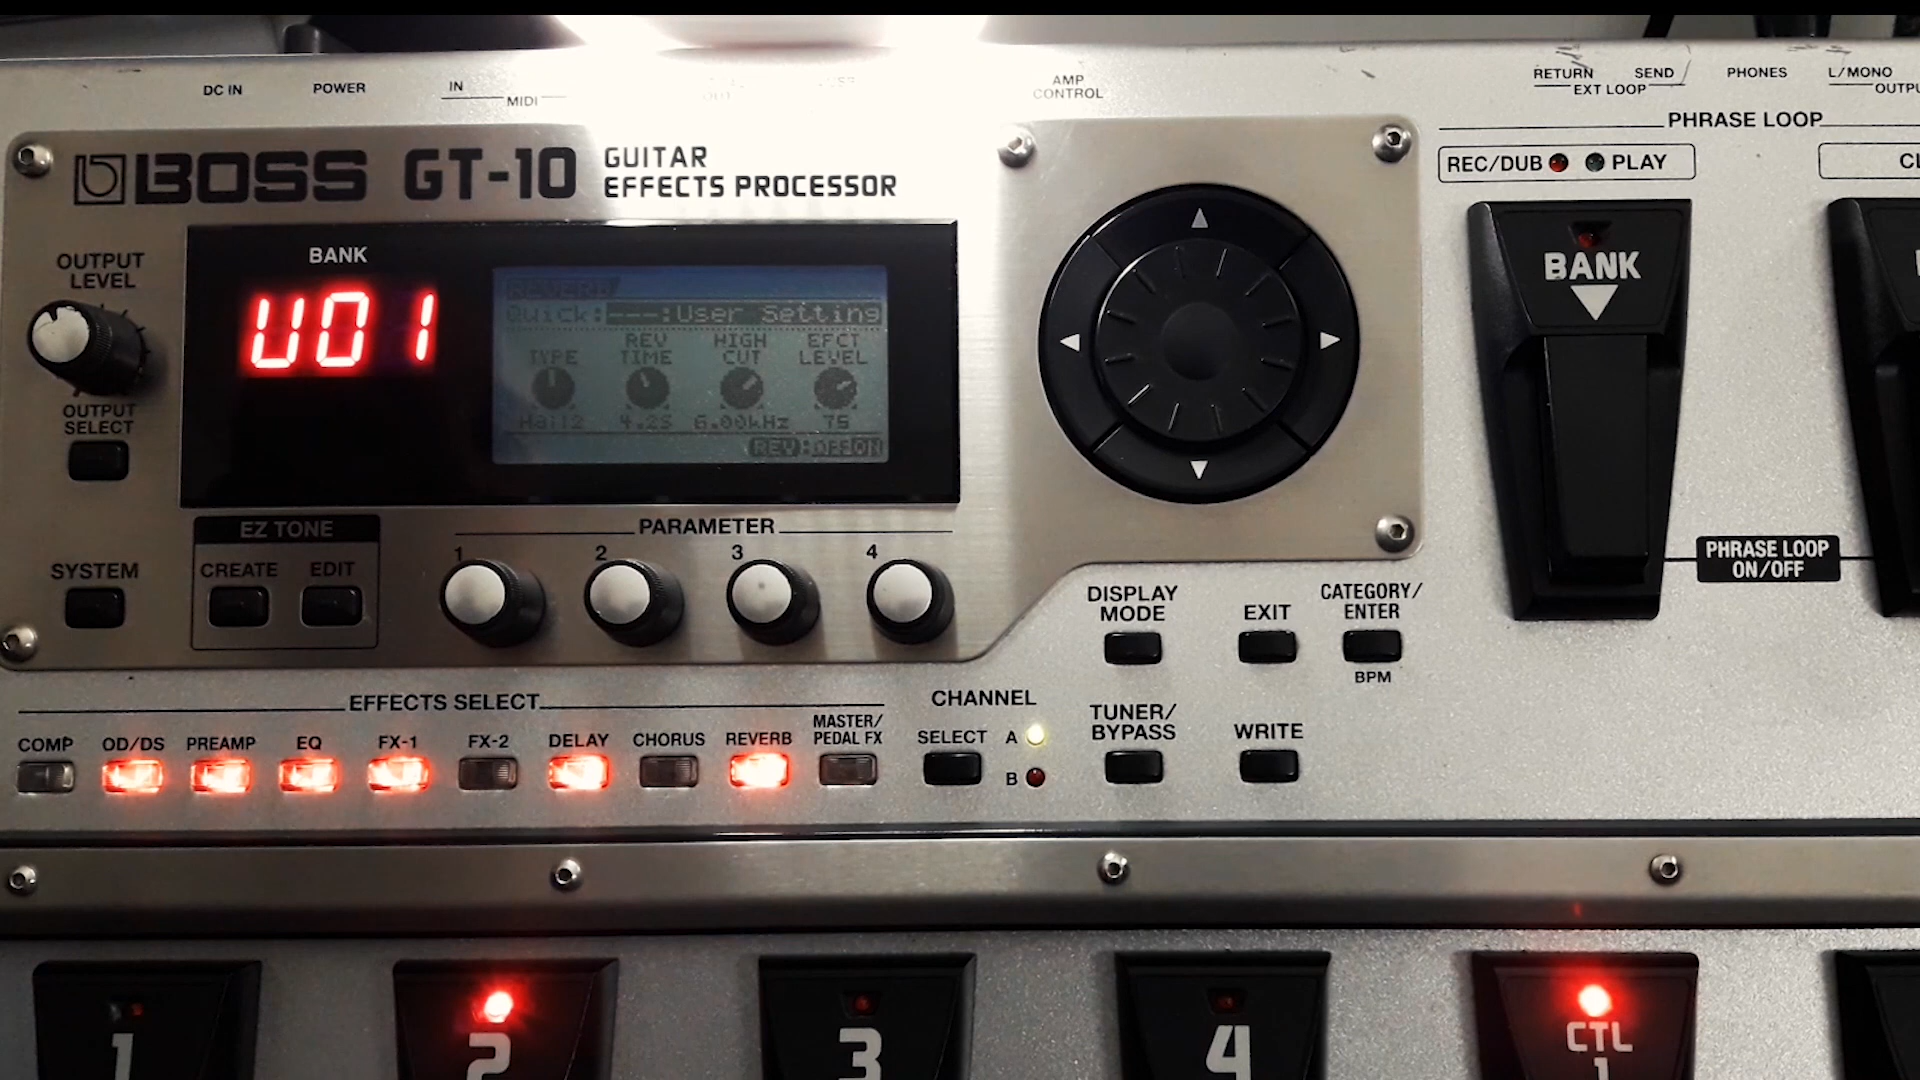 DC IN
POWER
IN
MIDI
AMP
CONTROL
RETURN
SEND
EXT LOOP
PHONES
L/MONO
PHRASE LOOP
REC/DUB
PLAY
BOSS GT-10
GUITAR
EFFECTS PROCESSOR
OUTPUT
LEVEL
BANK
U01
REVERB
Quick:---:User Setting
TYPE
REV
TIME
HIGH
CUT
EFCT
LEVEL
Hall2 4.2s 6.00kHz 75
REV:OFF ON
OUTPUT
SELECT
BANK
EZ TONE
CREATE EDIT
SYSTEM
PARAMETER
1 2 3 4
PHRASE LOOP
ON/OFF
DISPLAY
MODE
EXIT
CATEGORY/
ENTER
BPM
EFFECTS SELECT
COMP OD/DS PREAMP EQ FX-1 FX-2 DELAY CHORUS REVERB
MASTER/
PEDAL FX
CHANNEL
SELECT
A
B
TUNER/
BYPASS
WRITE
1
2
3
4
CTL
1